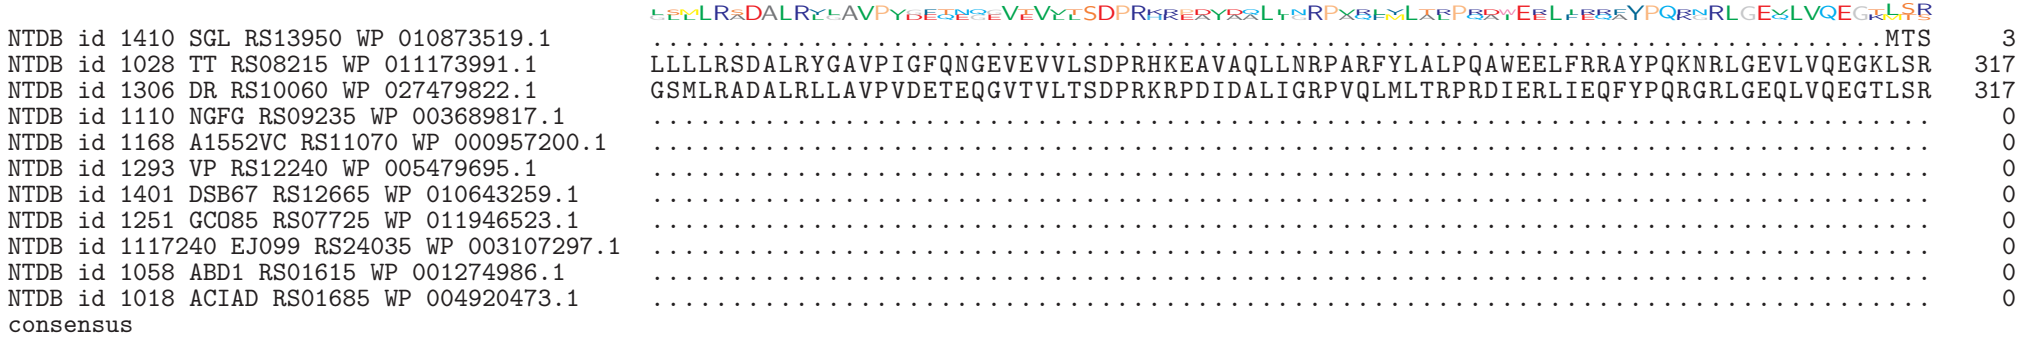 NTDB id 1410 SGL RS13950 WP 010873519.1 ................................................................................................MTS 3
NTDB id 1028 TT RS08215 WP 011173991.1 LLLLRSDALRYGAVPIGFQNGEVEVVLSDPRHKEAVAQLLNRPARFYLALPQAWEELFRRAYPQKNRLGEVLVQEGKLSR 317
NTDB id 1306 DR RS10060 WP 027479822.1 GSMLRADALRLLAVPVDETEQGVTVLTSDPRKRPDIDALIGRPVQLMLTRPRDIERLIEQFYPQRGRLGEQLVQEGTLSR 317
NTDB id 1110 NGFG RS09235 WP 003689817.1 ................................................................................ 0
NTDB id 1168 A1552VC RS11070 WP 000957200.1 ................................................................................ 0
NTDB id 1293 VP RS12240 WP 005479695.1 ................................................................................ 0
NTDB id 1401 DSB67 RS12665 WP 010643259.1 ................................................................................ 0
NTDB id 1251 GCU85 RS07725 WP 011946523.1 ................................................................................ 0
NTDB id 1117240 EJ099 RS24035 WP 003107297.1 ................................................................................ 0
NTDB id 1058 ABD1 RS01615 WP 001274986.1 ................................................................................ 0
NTDB id 1018 ACIAD RS01685 WP 004920473.1 ................................................................................ 0
consensus